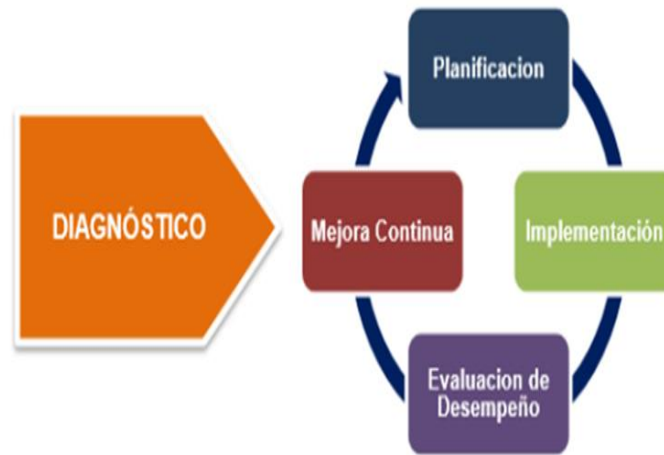 DIAGNÓSTICO
Planificacion
Implementación
Evaluacion de
Desempeño
Mejora Continua